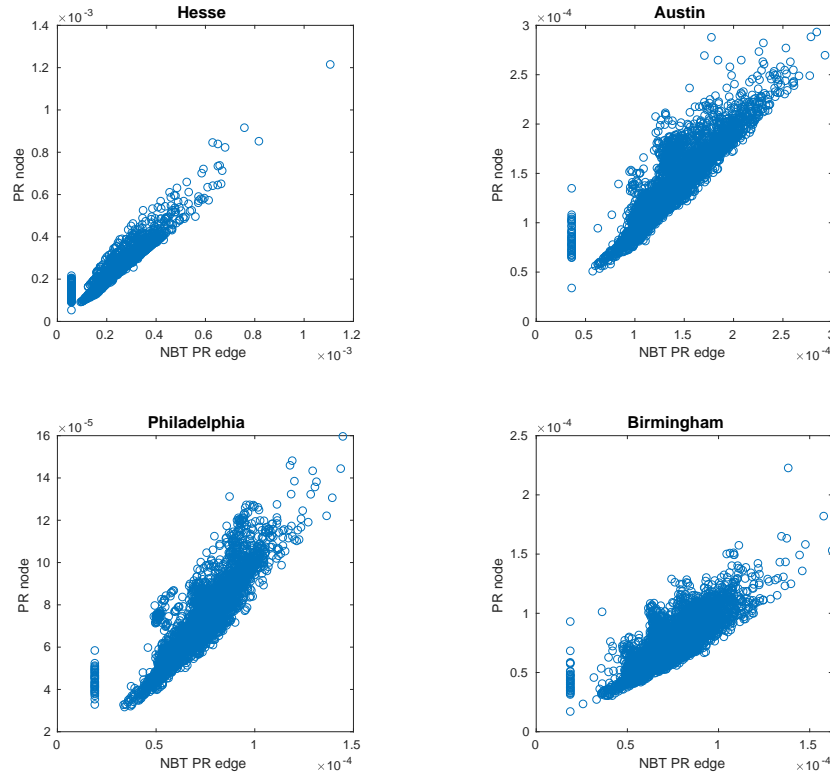 Hesse
×10⁻³
1.4
1.2
1
0.8
0.6
0.4
0.2
0
PR node
0 0.2 0.4 0.6 0.8 1 1.2
NBT PR edge ×10⁻³
Austin
×10⁻⁴
3
2.5
2
1.5
1
0.5
0
PR node
0 0.5 1 1.5 2 2.5 3
NBT PR edge ×10⁻⁴
Philadelphia
×10⁻⁵
16
14
12
10
8
6
4
2
PR node
0 0.5 1 1.5
NBT PR edge ×10⁻⁴
Birmingham
×10⁻⁴
2.5
2
1.5
1
0.5
0
PR node
0 0.5 1 1.5
NBT PR edge ×10⁻⁴